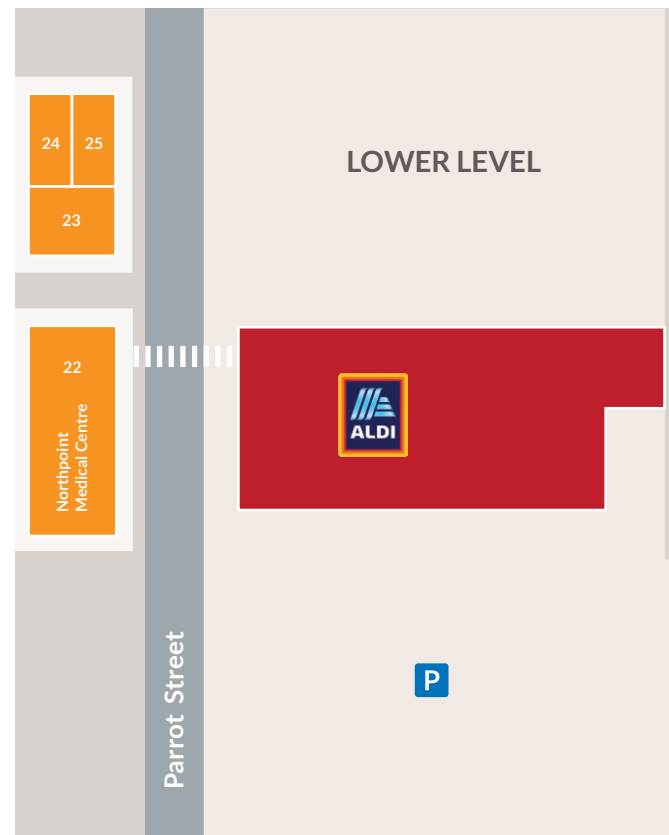 24
25
LOWER LEVEL
23
22
Northpoint
Medical Centre
ALDI
Parrot Street
P